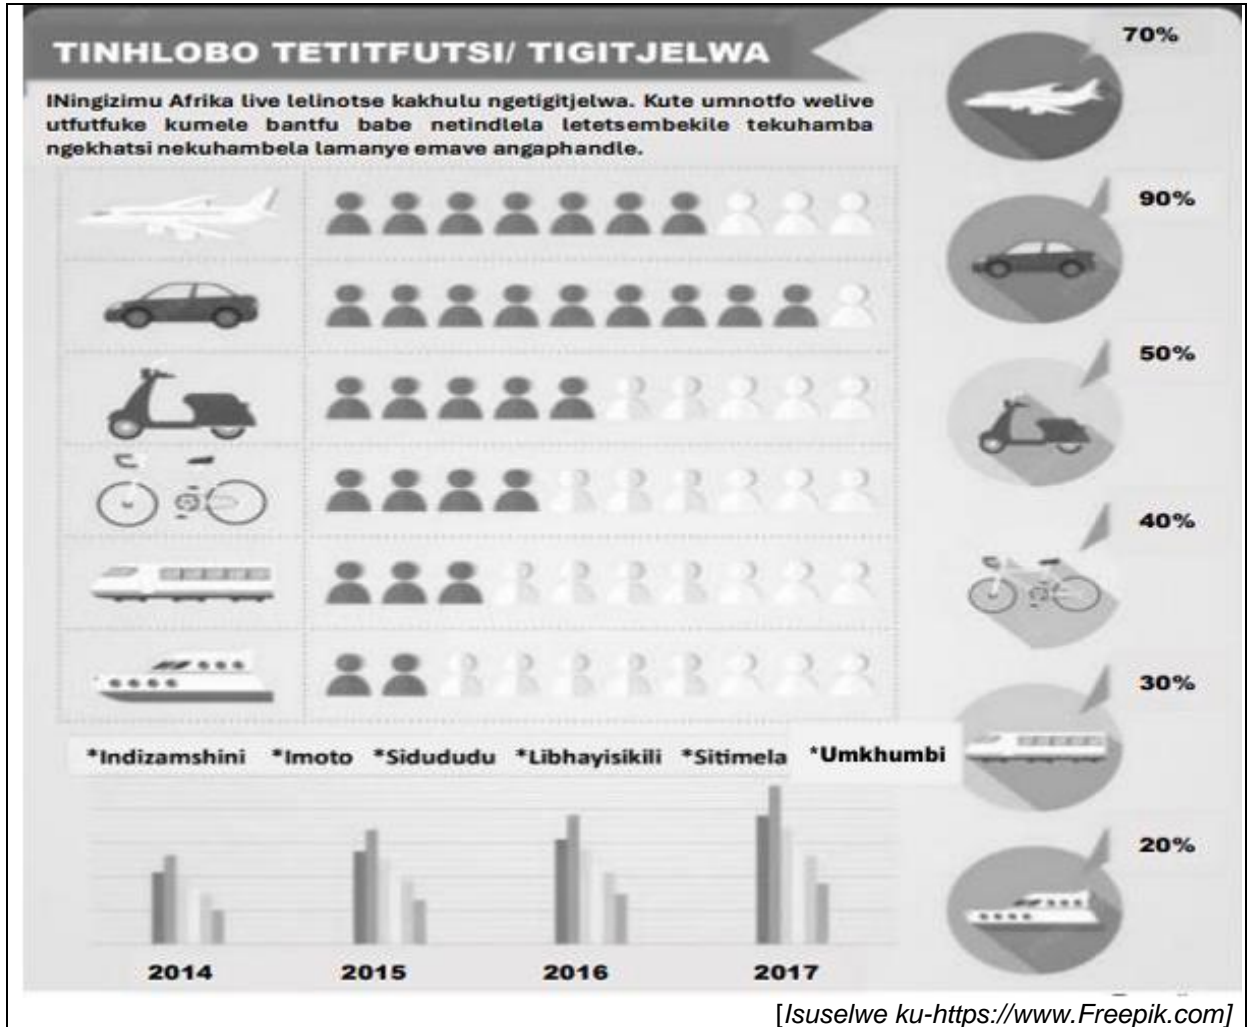 TINHLOBO TETITFUTSI/ TIGITJELWA
INingizimu Afrika live lelinotse kakhulu ngetigitjelwa. Kute umnotfo welive
utfutfuke kumele bantfu babe netindlela letetsembekile tekuhamba
ngekhatsi nekuhambela lamanye emave angaphandle.
70%
90%
50%
40%
30%
20%
*Indizamshini *Imoto *Sidududu *Libhayisikili *Sitimela *Umkhumbi
2014 2015 2016 2017
[Isuselwe ku-https://www.Freepik.com]